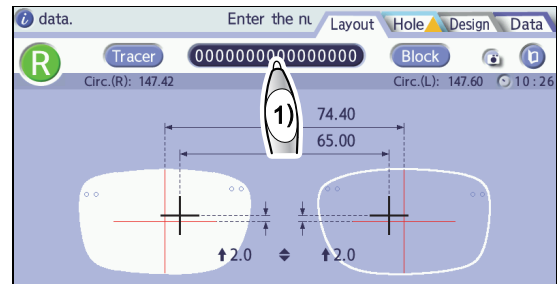 i data. Enter the nu Layout Hole Design Data
R Tracer 0000000000000000 Block
Circ.(R): 147.42 Circ.(L): 147.60 10:26
1)
74.40
65.00
2.0 2.0